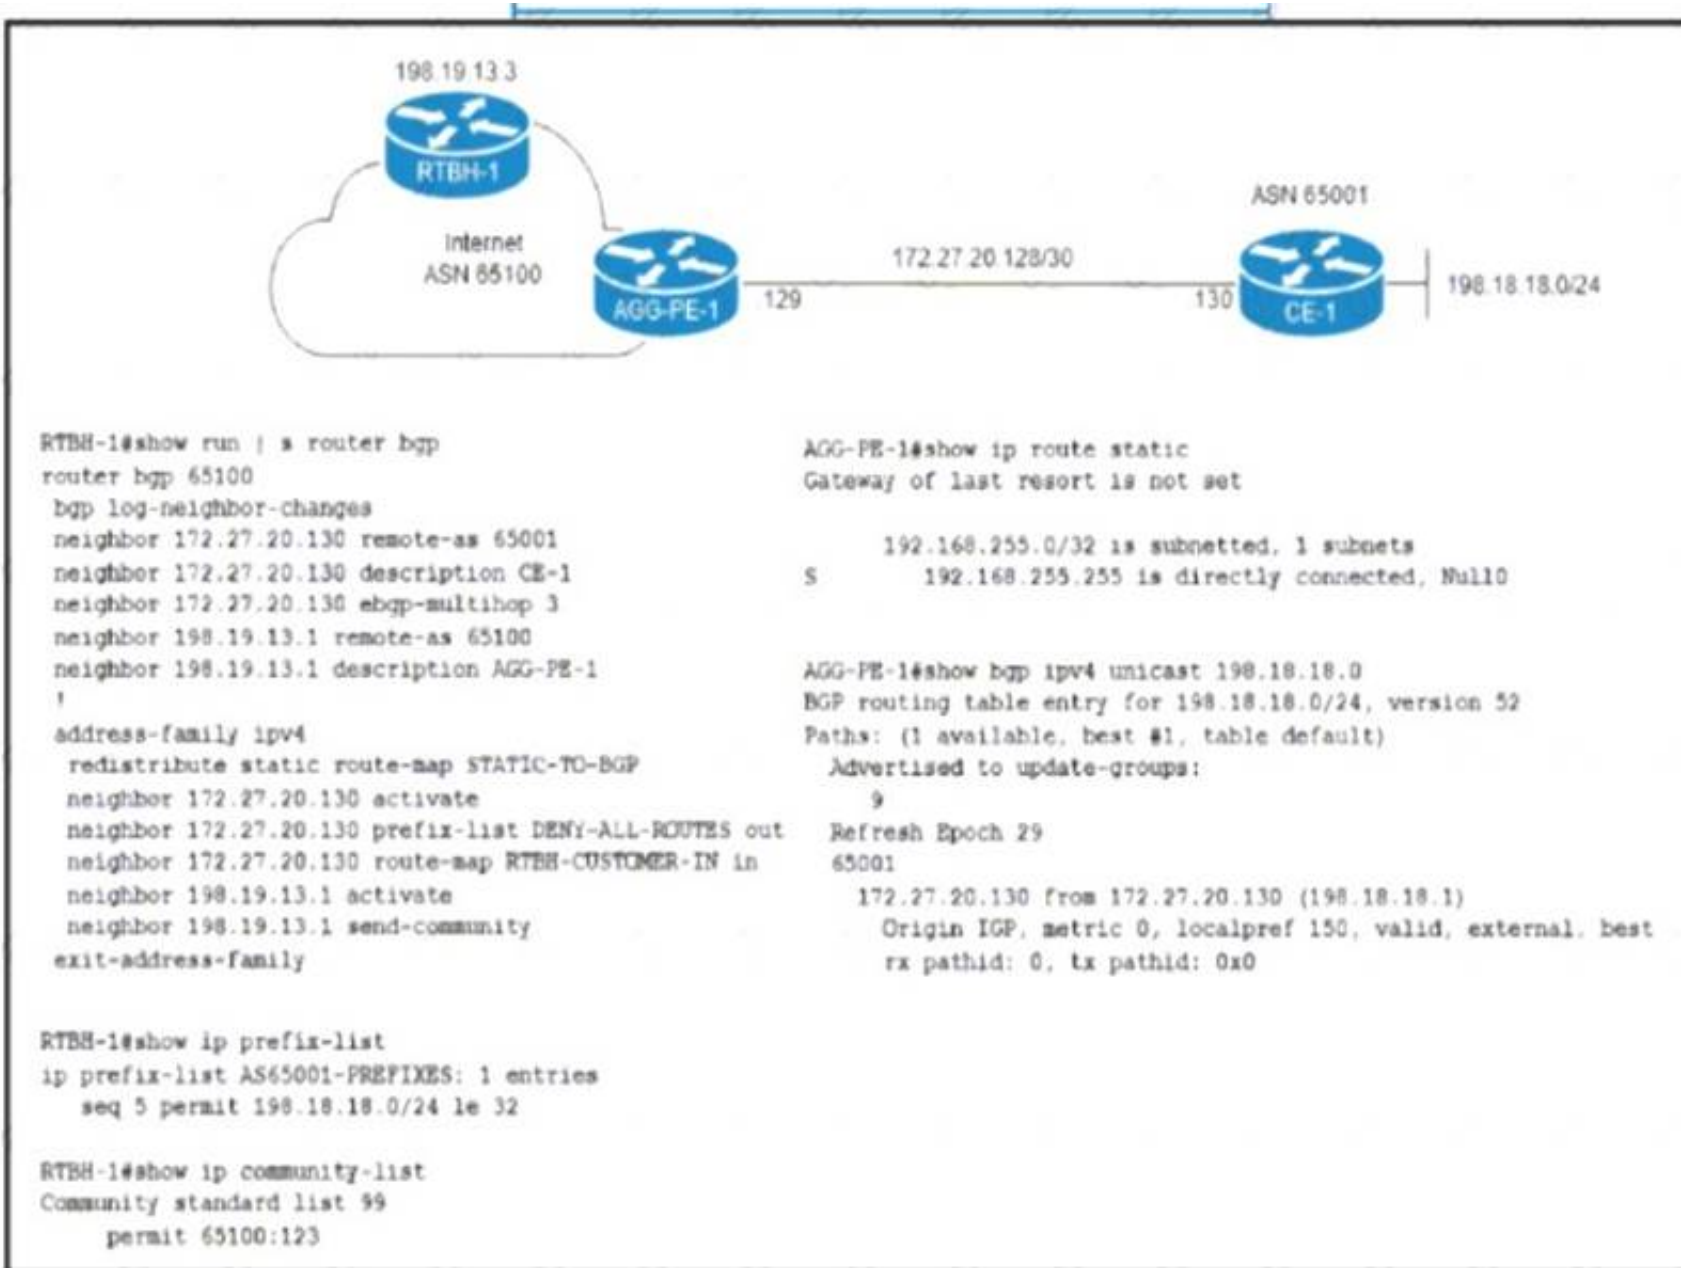 198.19.13.3
RTBH-1
Internet
ASN 65100
AGG-PE-1
129
172.27.20.128/30
130
ASN 65001
CE-1
198.18.18.0/24
RTBH-1#show run | s router bgp
router bgp 65100
bgp log-neighbor-changes
neighbor 172.27.20.130 remote-as 65001
neighbor 172.27.20.130 description CE-1
neighbor 172.27.20.130 ebgp-multihop 3
neighbor 198.19.13.1 remote-as 65100
neighbor 198.19.13.1 description AGG-PE-1
!
address-family ipv4
redistribute static route-map STATIC-TO-BGP
neighbor 172.27.20.130 activate
neighbor 172.27.20.130 prefix-list DENY-ALL-ROUTES out
neighbor 172.27.20.130 route-map RTBH-CUSTOMER-IN in
neighbor 198.19.13.1 activate
neighbor 198.19.13.1 send-community
exit-address-family
RTBH-1#show ip prefix-list
ip prefix-list AS65001-PREFIXES: 1 entries
seq 5 permit 198.18.18.0/24 le 32
RTBH-1#show ip community-list
Community standard list 99
permit 65100:123
AGG-PE-1#show ip route static
Gateway of last resort is not set
192.168.255.0/32 is subnetted, 1 subnets
S 192.168.255.255 is directly connected, Null0
AGG-PE-1#show bgp ipv4 unicast 198.18.18.0
BGP routing table entry for 198.18.18.0/24, version 52
Paths: (1 available, best #1, table default)
Advertised to update-groups:
9
Refresh Epoch 29
65001
172.27.20.130 from 172.27.20.130 (198.18.18.1)
Origin IGP, metric 0, localpref 150, valid, external, best
rx pathid: 0, tx pathid: 0x0